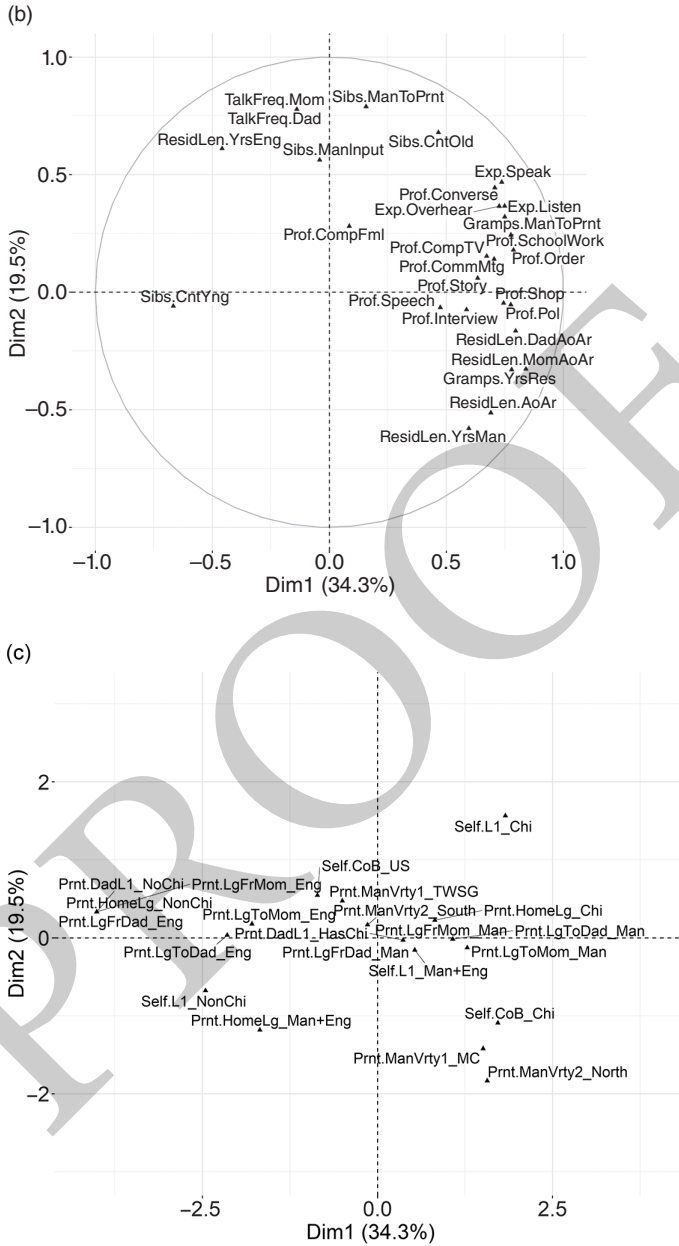 (b)
1.0
TalkFreq.Mom
Sibs.ManToPrnt
TalkFreq.Dad
ResidLen.YrsEng
Sibs.ManInput
Sibs.CntOld
0.5
Exp.Speak
Prof.Converse
Exp.Overhear
Exp.Listen
Gramps.ManToPrnt
Prof.CompFml
Prof.CompTV
Prof.SchoolWork
Prof.Order
Prof.CommMtg
Prof.Story
0.0
Sibs.CntYng
Prof.Speech
Prof.Shop
Prof.Interview
Prof.Pol
ResidLen.DadAoAr
ResidLen.MomAoAr
Gramps.YrsRes
−0.5
ResidLen.AoAr
ResidLen.YrsMan
−1.0
Dim2 (19.5%)
−1.0 −0.5 0.0 0.5 1.0
Dim1 (34.3%)
(c)
2
Self.L1_Chi
Self.CoB_US
Prnt.DadL1_NoChi
Prnt.LgFrMom_Eng
Prnt.ManVrty1_TWSG
Prnt.HomeLg_NonChi
Prnt.LgToMom_Eng
Prnt.ManVrty2_South
Prnt.HomeLg_Chi
Prnt.LgFrDad_Eng
Prnt.DadL1_HasChi
Prnt.LgFrMom_Man
Prnt.LgToDad_Man
0
Prnt.LgToDad_Eng
Prnt.LgFrDad_Man
Prnt.LgToMom_Man
Self.L1_Man+Eng
Self.L1_NonChi
Prnt.HomeLg_Man+Eng
Self.CoB_Chi
Prnt.ManVrty1_MC
Prnt.ManVrty2_North
−2
Dim2 (19.5%)
−2.5 0.0 2.5
Dim1 (34.3%)
PROOF